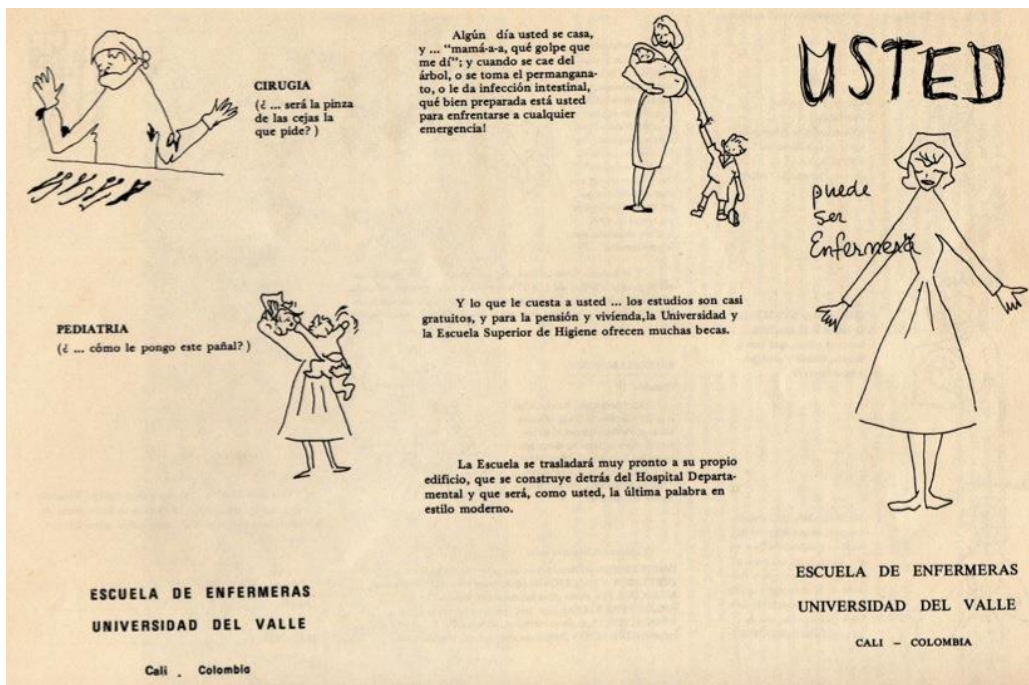 CIRUGIA
(¿ ... será la pinza
de las cejas la
que pide? )
PEDIATRIA
(¿ ... cómo le pongo este pañal? )
ESCUELA DE ENFERMERAS
UNIVERSIDAD DEL VALLE
Cali - Colombia
Algún día usted se casa,
y ... "mamá-a-a, qué golpe que
me dí"; y cuando se cae del
árbol, o se toma el permangana-
to, o le da infección intestinal,
qué bien preparada está usted
para enfrentarse a cualquier
emergencia!
Y lo que le cuesta a usted ... los estudios son casi
gratuitos, y para la pensión y vivienda,la Universidad y
la Escuela Superior de Higiene ofrecen muchas becas.
La Escuela se trasladará muy pronto a su propio
edificio, que se construye detrás del Hospital Departa-
mental y que será, como usted, la última palabra en
estilo moderno.
USTED
puede
ser
Enfermera
ESCUELA DE ENFERMERAS
UNIVERSIDAD DEL VALLE
CALI – COLOMBIA